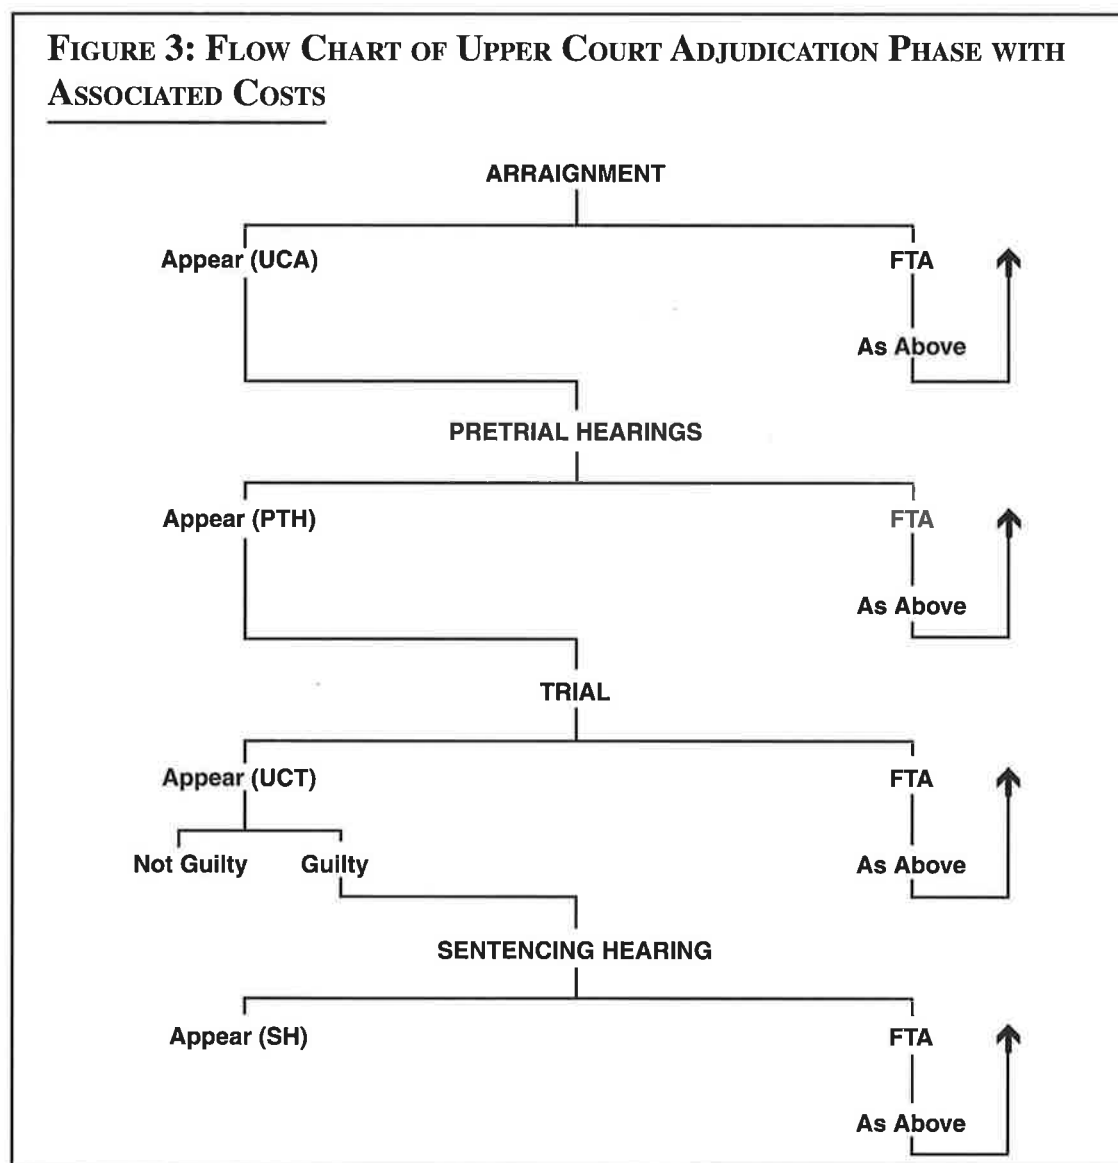 FIGURE 3: FLOW CHART OF UPPER COURT ADJUDICATION PHASE WITH
ASSOCIATED COSTS
ARRAIGNMENT
Appear (UCA) FTA
As Above
PRETRIAL HEARINGS
Appear (PTH) FTA
As Above
TRIAL
Appear (UCT) FTA
Not Guilty Guilty As Above
SENTENCING HEARING
Appear (SH) FTA
As Above